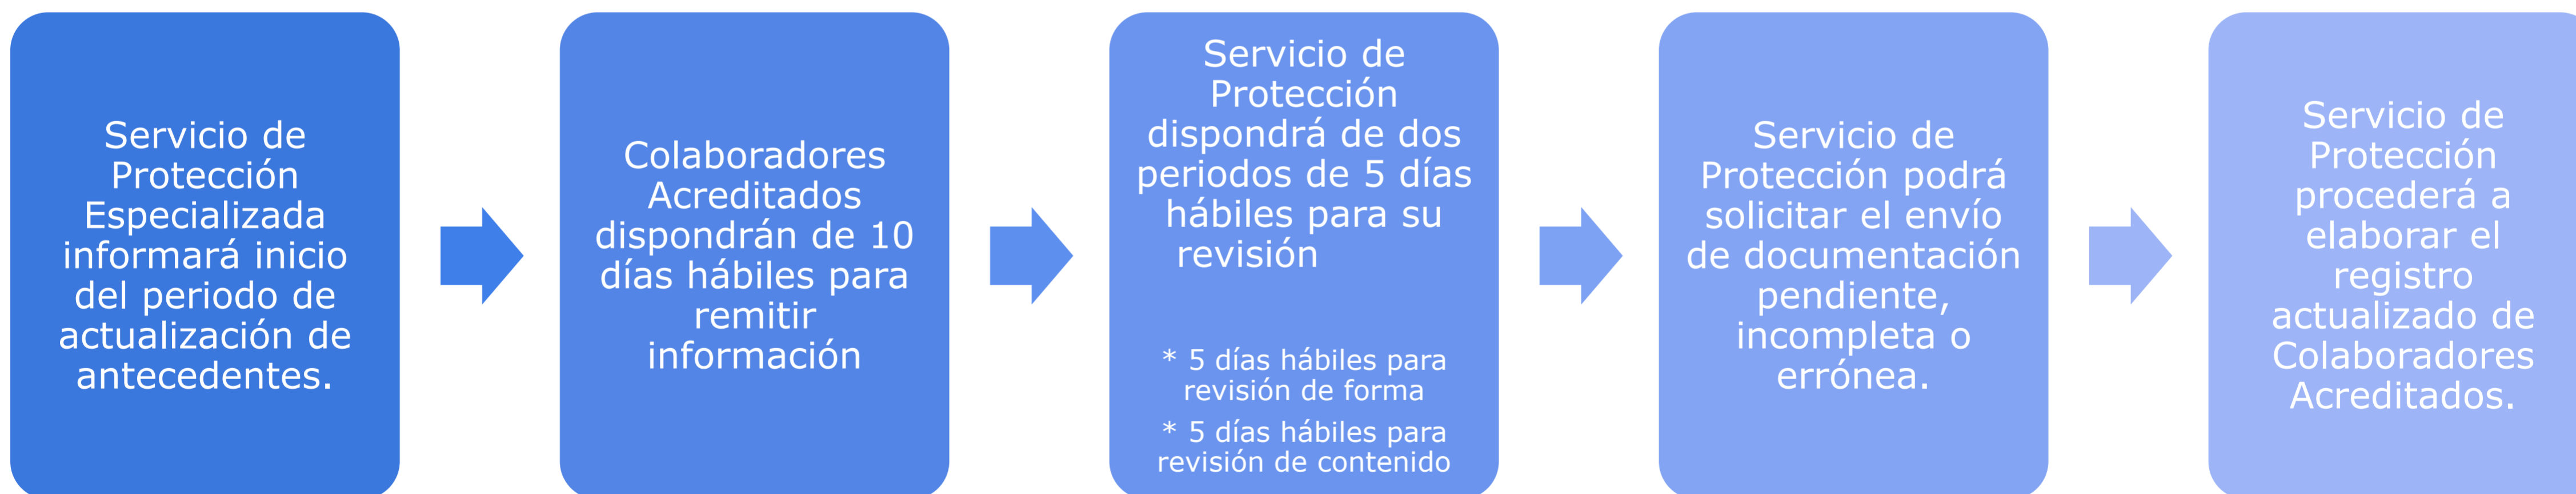 Servicio de
Protección
Especializada
informará inicio
del periodo de
actualización de
antecedentes.
Colaboradores
Acreditados
dispondrán de 10
días hábiles para
remitir
información
Servicio de
Protección
dispondrá de dos
periodos de 5 días
hábiles para su
revisión
* 5 días hábiles para
revisión de forma
* 5 días hábiles para
revisión de contenido
Servicio de
Protección podrá
solicitar el envío
de documentación
pendiente,
incompleta o
errónea.
Servicio de
Protección
procederá a
elaborar el
registro
actualizado de
Colaboradores
Acreditados.